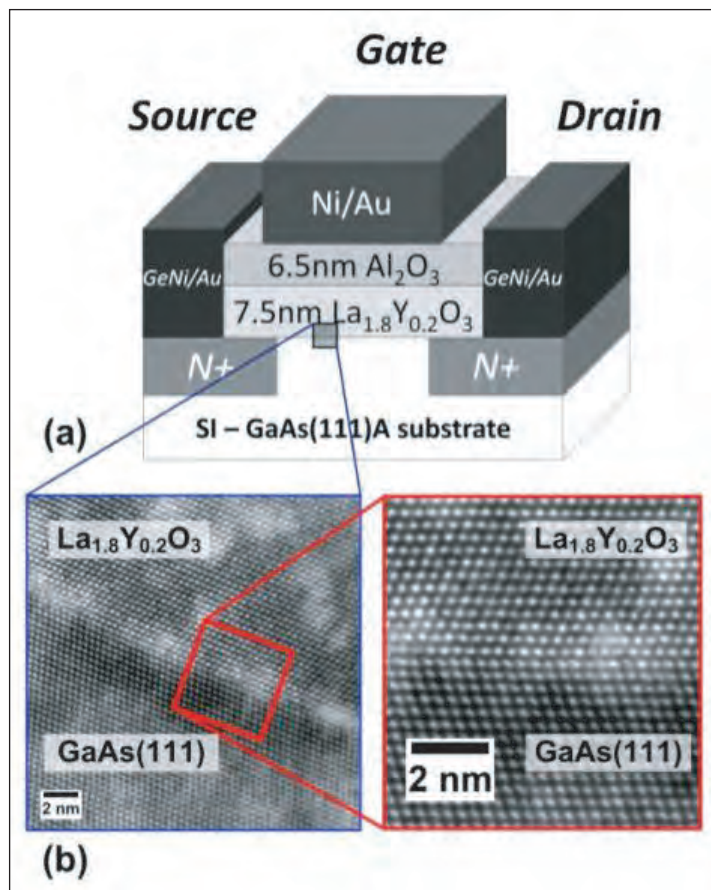 Gate
Source
Drain
Ni/Au
GeNi/Au
6.5nm Al₂O₃
GeNi/Au
7.5nm La₁.₈Y₀.₂O₃
N+
N+
(a)
SI – GaAs(111)A substrate
La₁.₈Y₀.₂O₃
La₁.₈Y₀.₂O₃
GaAs(111)
GaAs(111)
2 nm
2 nm
(b)